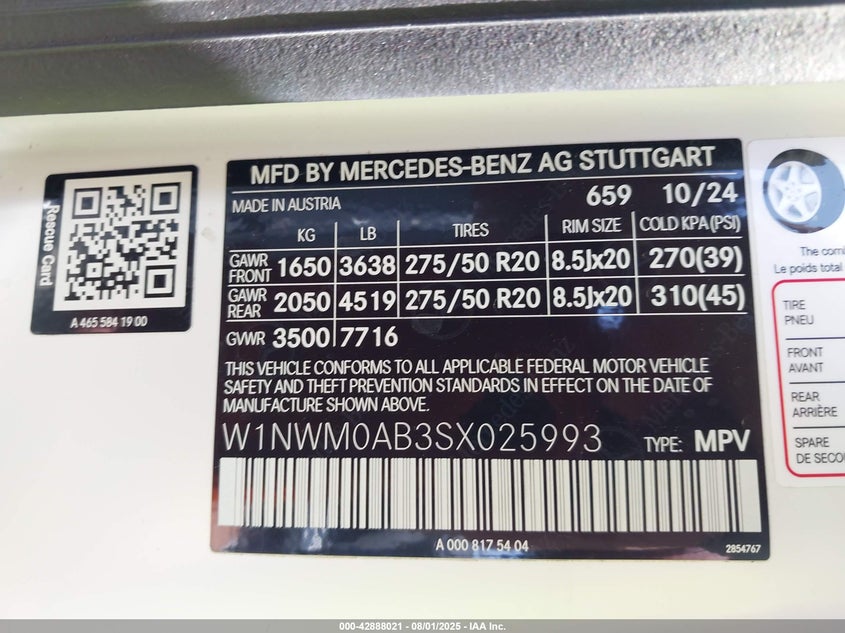 Rescue Card
A 465 584 19 00
MFD BY MERCEDES-BENZ AG STUTTGART
MADE IN AUSTRIA 659 10/24
KG LB TIRES RIM SIZE COLD KPA(PSI)
GAWR FRONT 1650 3638 275/50 R20 8.5Jx20 270(39)
GAWR REAR 2050 4519 275/50 R20 8.5Jx20 310(45)
GVWR 3500 7716
THIS VEHICLE CONFORMS TO ALL APPLICABLE FEDERAL MOTOR VEHICLE
SAFETY AND THEFT PREVENTION STANDARDS IN EFFECT ON THE DATE OF
MANUFACTURE SHOWN ABOVE.
W1NWM0AB3SX025993 TYPE: MPV
A 000 817 54 04 2854767
The
Le poids total
TIRE
PNEU
FRONT
AVANT
REAR
ARRIÈRE
SPARE
DE
000-42888021 - 08/01/2025 - IAA Inc.